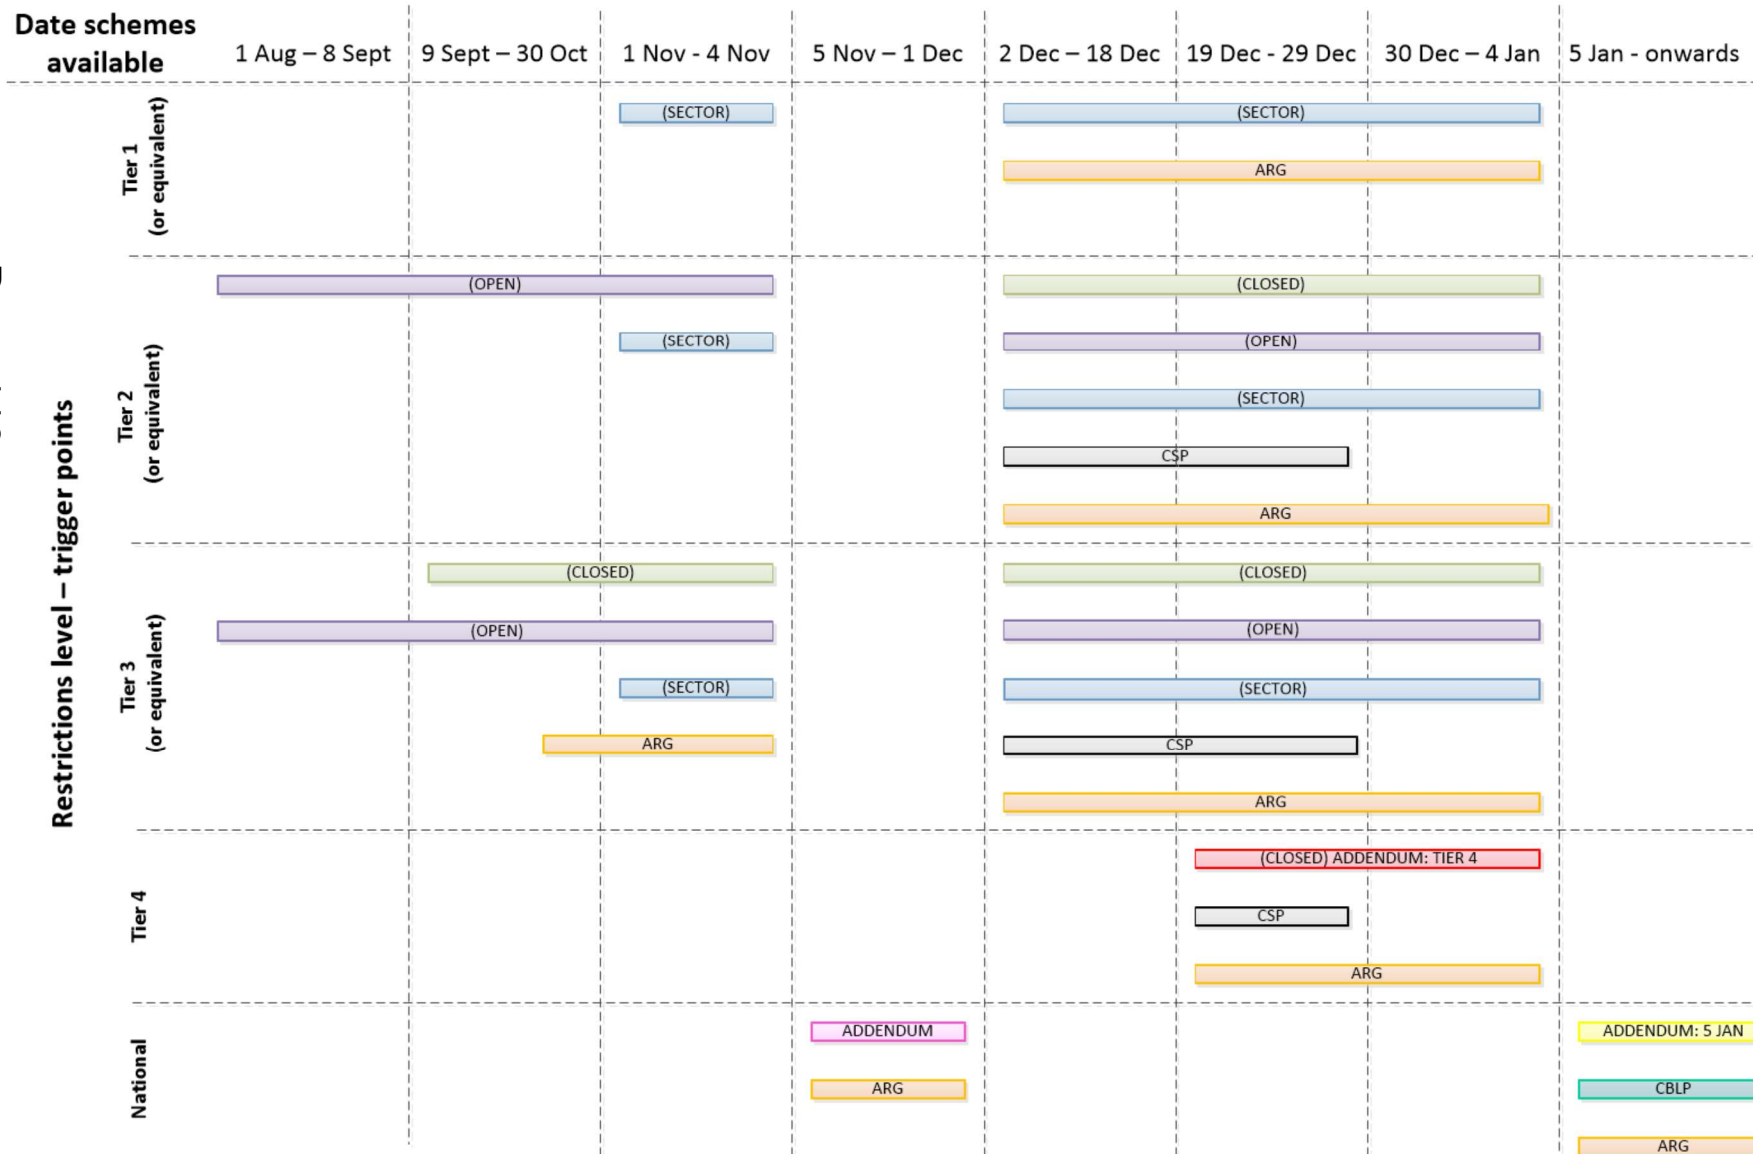 Date schemes
available
1 Aug – 8 Sept
9 Sept – 30 Oct
1 Nov - 4 Nov
5 Nov – 1 Dec
2 Dec – 18 Dec
19 Dec - 29 Dec
30 Dec – 4 Jan
5 Jan - onwards
Restrictions level – trigger points
Tier 1
(or equivalent)
(SECTOR)
(SECTOR)
ARG
Tier 2
(or equivalent)
(OPEN)
(CLOSED)
(SECTOR)
(OPEN)
(SECTOR)
CSP
ARG
Tier 3
(or equivalent)
(CLOSED)
(CLOSED)
(OPEN)
(OPEN)
(SECTOR)
(SECTOR)
ARG
CSP
ARG
Tier 4
(CLOSED) ADDENDUM: TIER 4
CSP
ARG
National
ADDENDUM
ADDENDUM: 5 JAN
ARG
CBLP
ARG